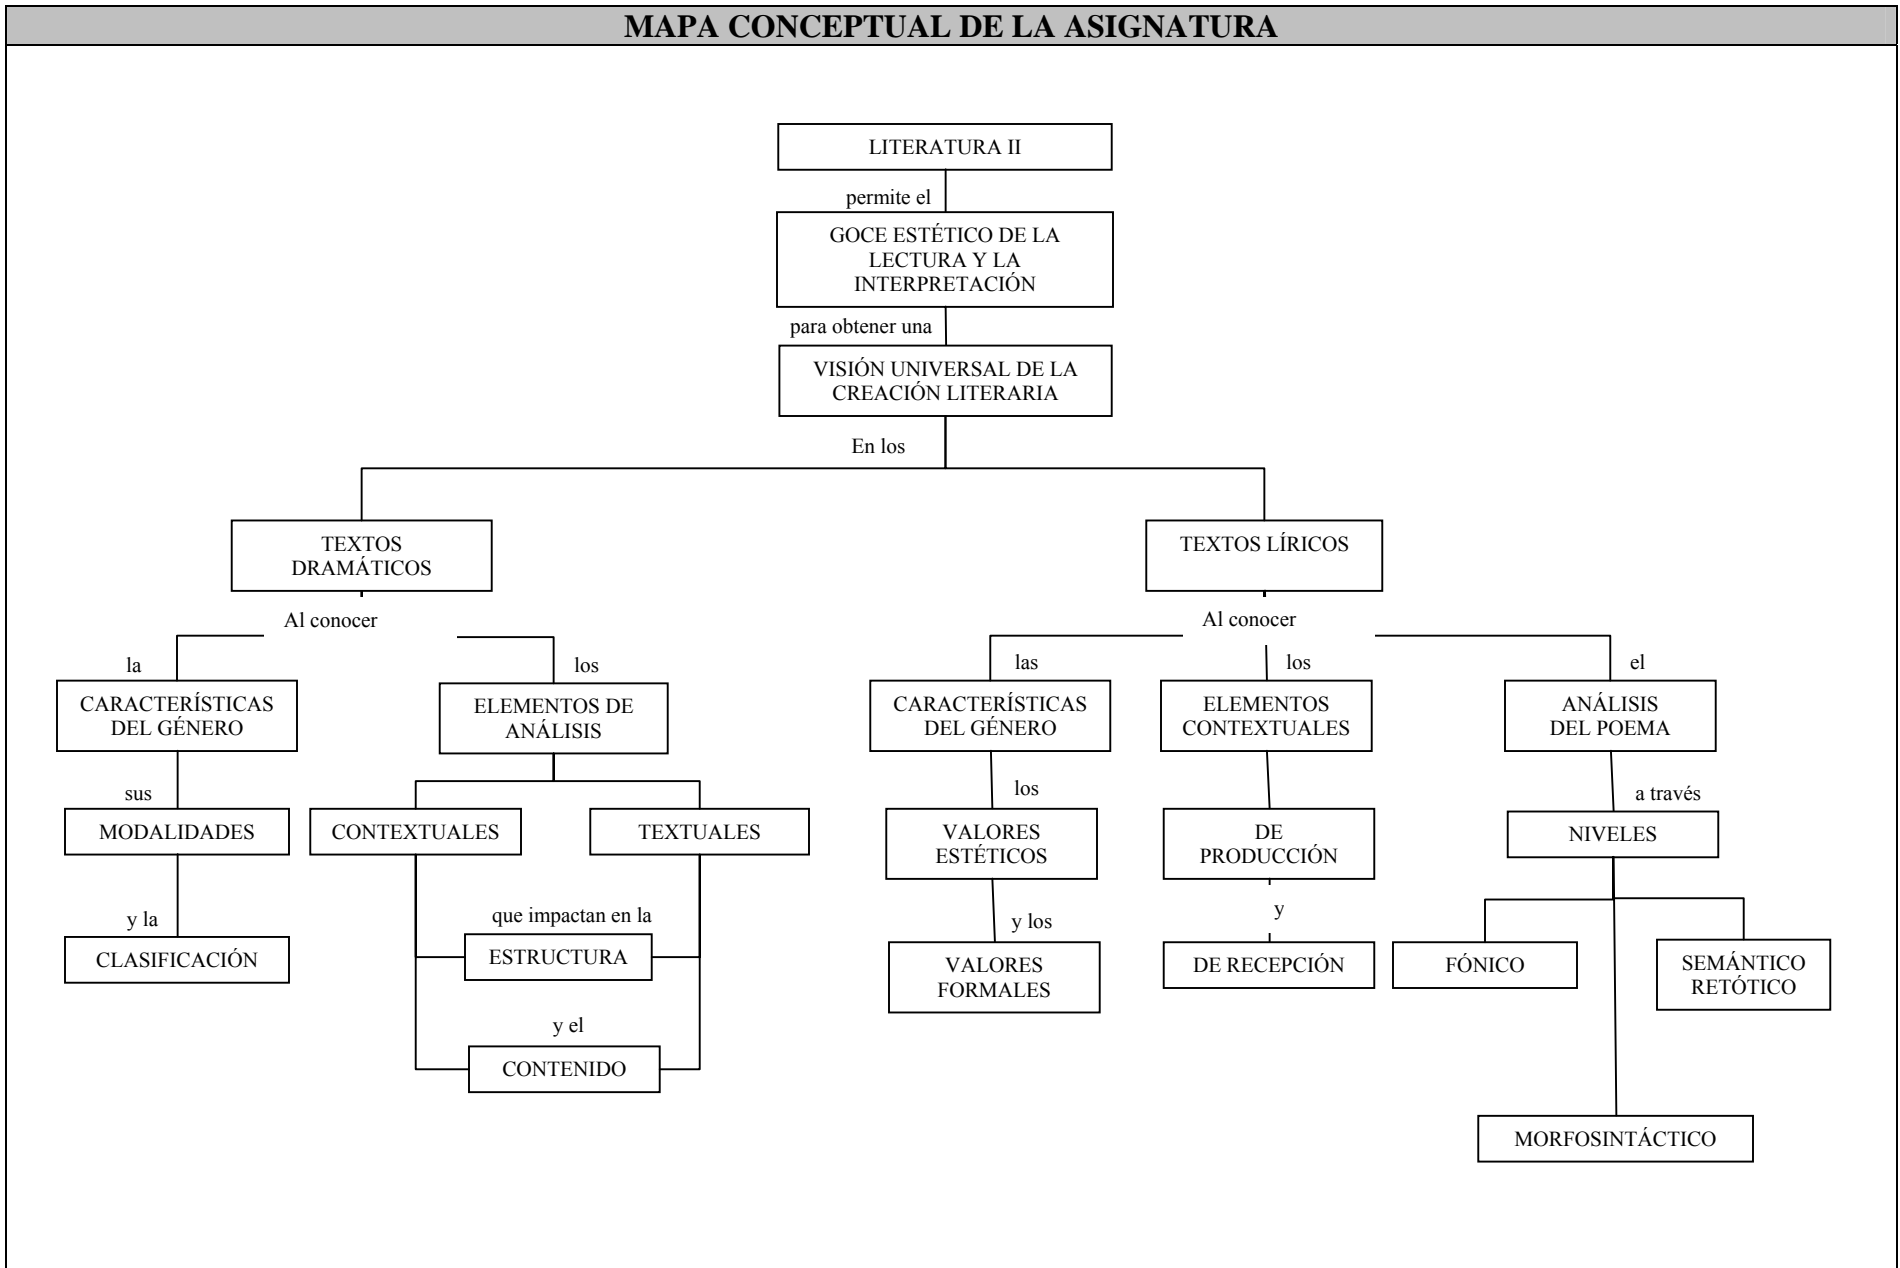 MAPA CONCEPTUAL DE LA ASIGNATURA
LITERATURA II
permite el
GOCE ESTÉTICO DE LA
LECTURA Y LA
INTERPRETACIÓN
para obtener una
VISIÓN UNIVERSAL DE LA
CREACIÓN LITERARIA
En los
TEXTOS
DRAMÁTICOS
Al conocer
la
CARACTERÍSTICAS
DEL GÉNERO
sus
MODALIDADES
y la
CLASIFICACIÓN
los
ELEMENTOS DE
ANÁLISIS
CONTEXTUALES
TEXTUALES
que impactan en la
ESTRUCTURA
y el
CONTENIDO
TEXTOS LÍRICOS
Al conocer
las
CARACTERÍSTICAS
DEL GÉNERO
los
VALORES
ESTÉTICOS
y los
VALORES
FORMALES
los
ELEMENTOS
CONTEXTUALES
DE
PRODUCCIÓN
y
DE RECEPCIÓN
el
ANÁLISIS
DEL POEMA
a través
NIVELES
FÓNICO
SEMÁNTICO
RETÓTICO
MORFOSINTÁCTICO